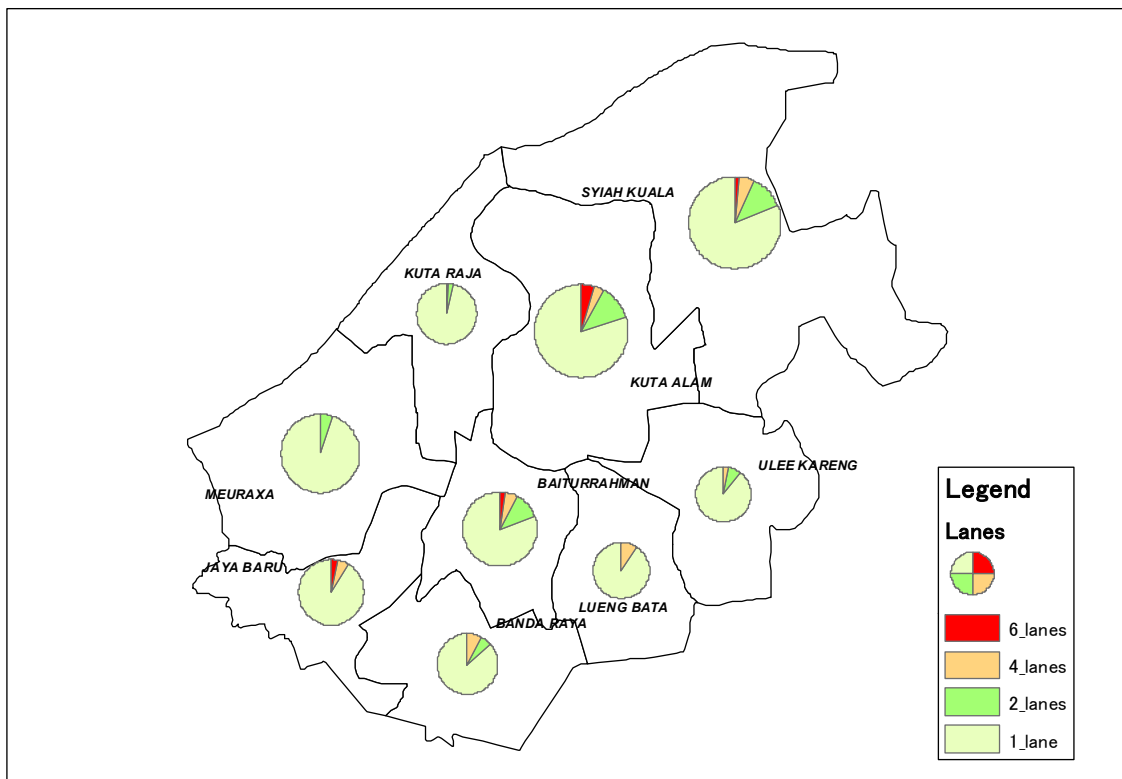 SYIAH KUALA
KUTA RAJA
KUTA ALAM
ULEE KARENG
BAITURRAHMAN
MEURAXA
JAYA BARU
LUENG BATA
BANDA RAYA
Legend
Lanes
6_lanes
4_lanes
2_lanes
1_lane